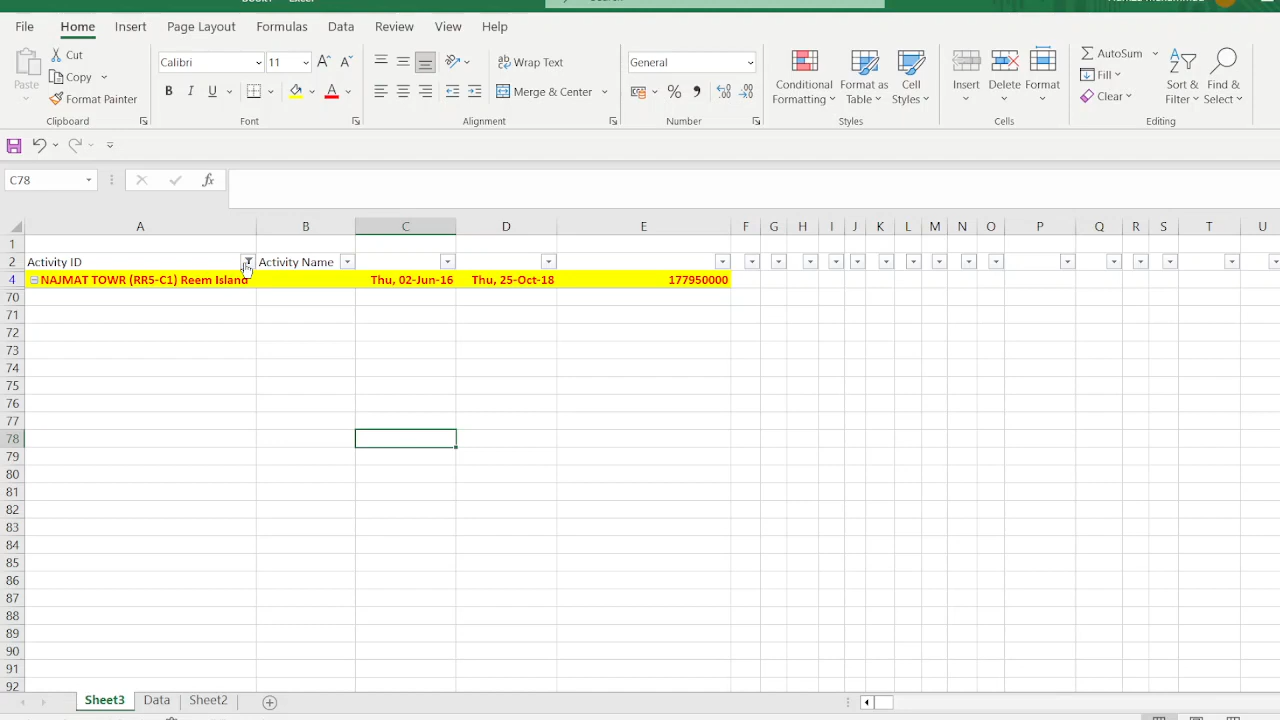 File Home Insert Page Layout Formulas Data Review View Help
Cut
Copy
Format Painter
Paste
Clipboard
Calibri 11
B I U
Font
Wrap Text
Merge & Center
Alignment
General
Number
Conditional Formatting
Format as Table
Cell Styles
Styles
Insert
Delete
Format
Cells
AutoSum
Fill
Clear
Sort & Filter
Find & Select
Editing
C78 fx
A B C D E F G H I J K L M N O P Q R S T U
1
2 Activity ID Activity Name
4 NAJMAT TOWR (RR5-C1) Reem Island Thu, 02-Jun-16 Thu, 25-Oct-18 177950000
70
71
72
73
74
75
76
77
78
79
80
81
82
83
84
85
86
87
88
89
90
91
92
Sheet3 Data Sheet2